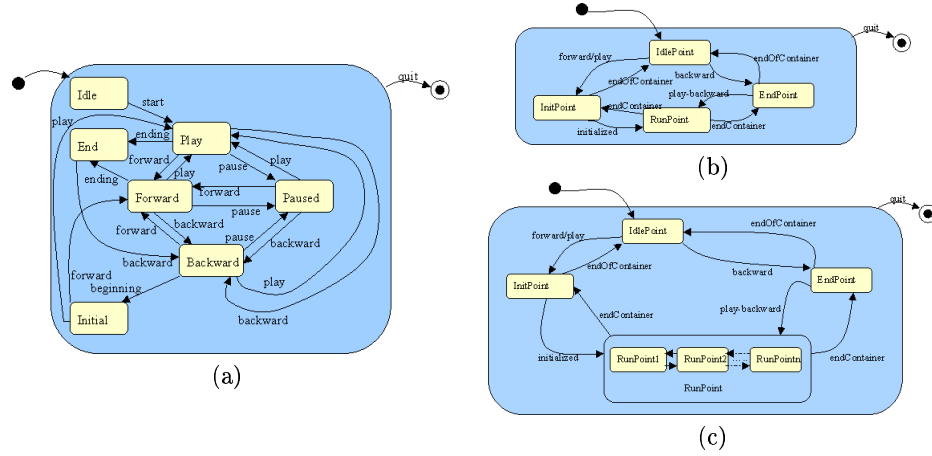 quit
Idle
start
play
ending
Play
End
forward
play
pause
play
ending
Forward
forward
Paused
pause
backward
forward
pause
backward
backward
Backward
forward
beginning
play
Initial
backward
(a)
quit
IdlePoint
forward/play
endOfContainer
endOfContainer
backward
play-backward
EndPoint
InitPoint
endContainer
RunPoint
initialized
endContainer
(b)
quit
IdlePoint
endOfContainer
forward/play
endOfContainer
backward
InitPoint
EndPoint
endContainer
play-backward
initialized
RunPoint1
RunPoint2
RunPointn
endContainer
RunPoint
(c)